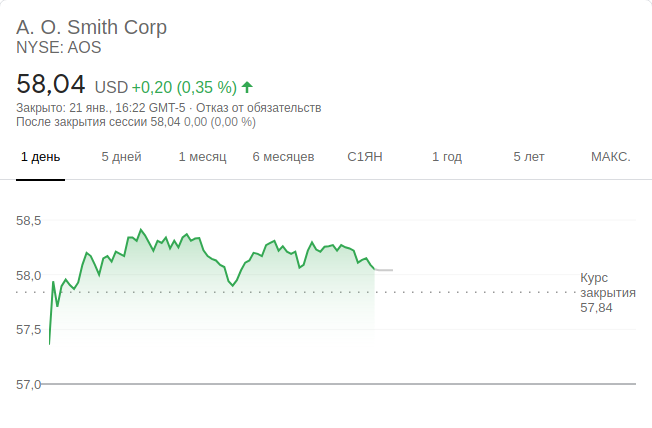 A. O. Smith Corp
NYSE: AOS
58,04 USD +0,20 (0,35 %)
Закрыто: 21 янв., 16:22 GMT-5 · Отказ от обязательств
После закрытия сессии 58,04 0,00 (0,00 %)
1 день 5 дней 1 месяц 6 месяцев С1ЯН 1 год 5 лет МАКС.
58,5
58,0
Курс
закрытия
57,84
57,5
57,0